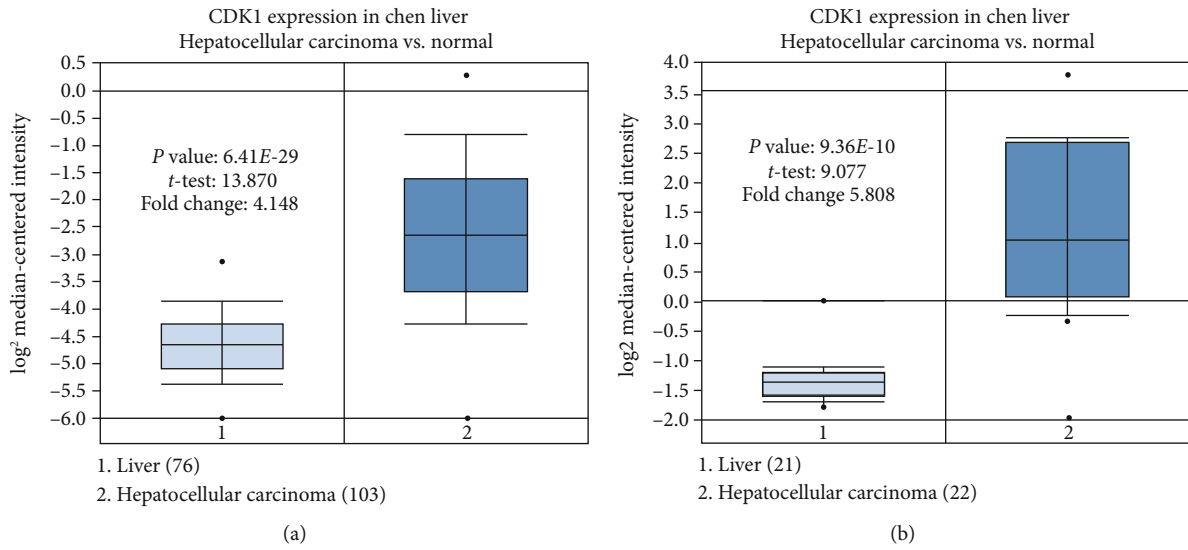 CDK1 expression in chen liver
Hepatocellular carcinoma vs. normal
log² median-centered intensity
0.5
0.0
–0.5
–1.0
–1.5
–2.0
–2.5
–3.0
–3.5
–4.0
–4.5
–5.0
–5.5
–6.0
P value: 6.41E-29
t-test: 13.870
Fold change: 4.148
1
2
1. Liver (76)
2. Hepatocellular carcinoma (103)
(a)
CDK1 expression in chen liver
Hepatocellular carcinoma vs. normal
log2 median-centered intensity
4.0
3.5
3.0
2.5
2.0
1.5
1.0
0.5
0.0
–0.5
–1.0
–1.5
–2.0
P value: 9.36E-10
t-test: 9.077
Fold change 5.808
1
2
1. Liver (21)
2. Hepatocellular carcinoma (22)
(b)